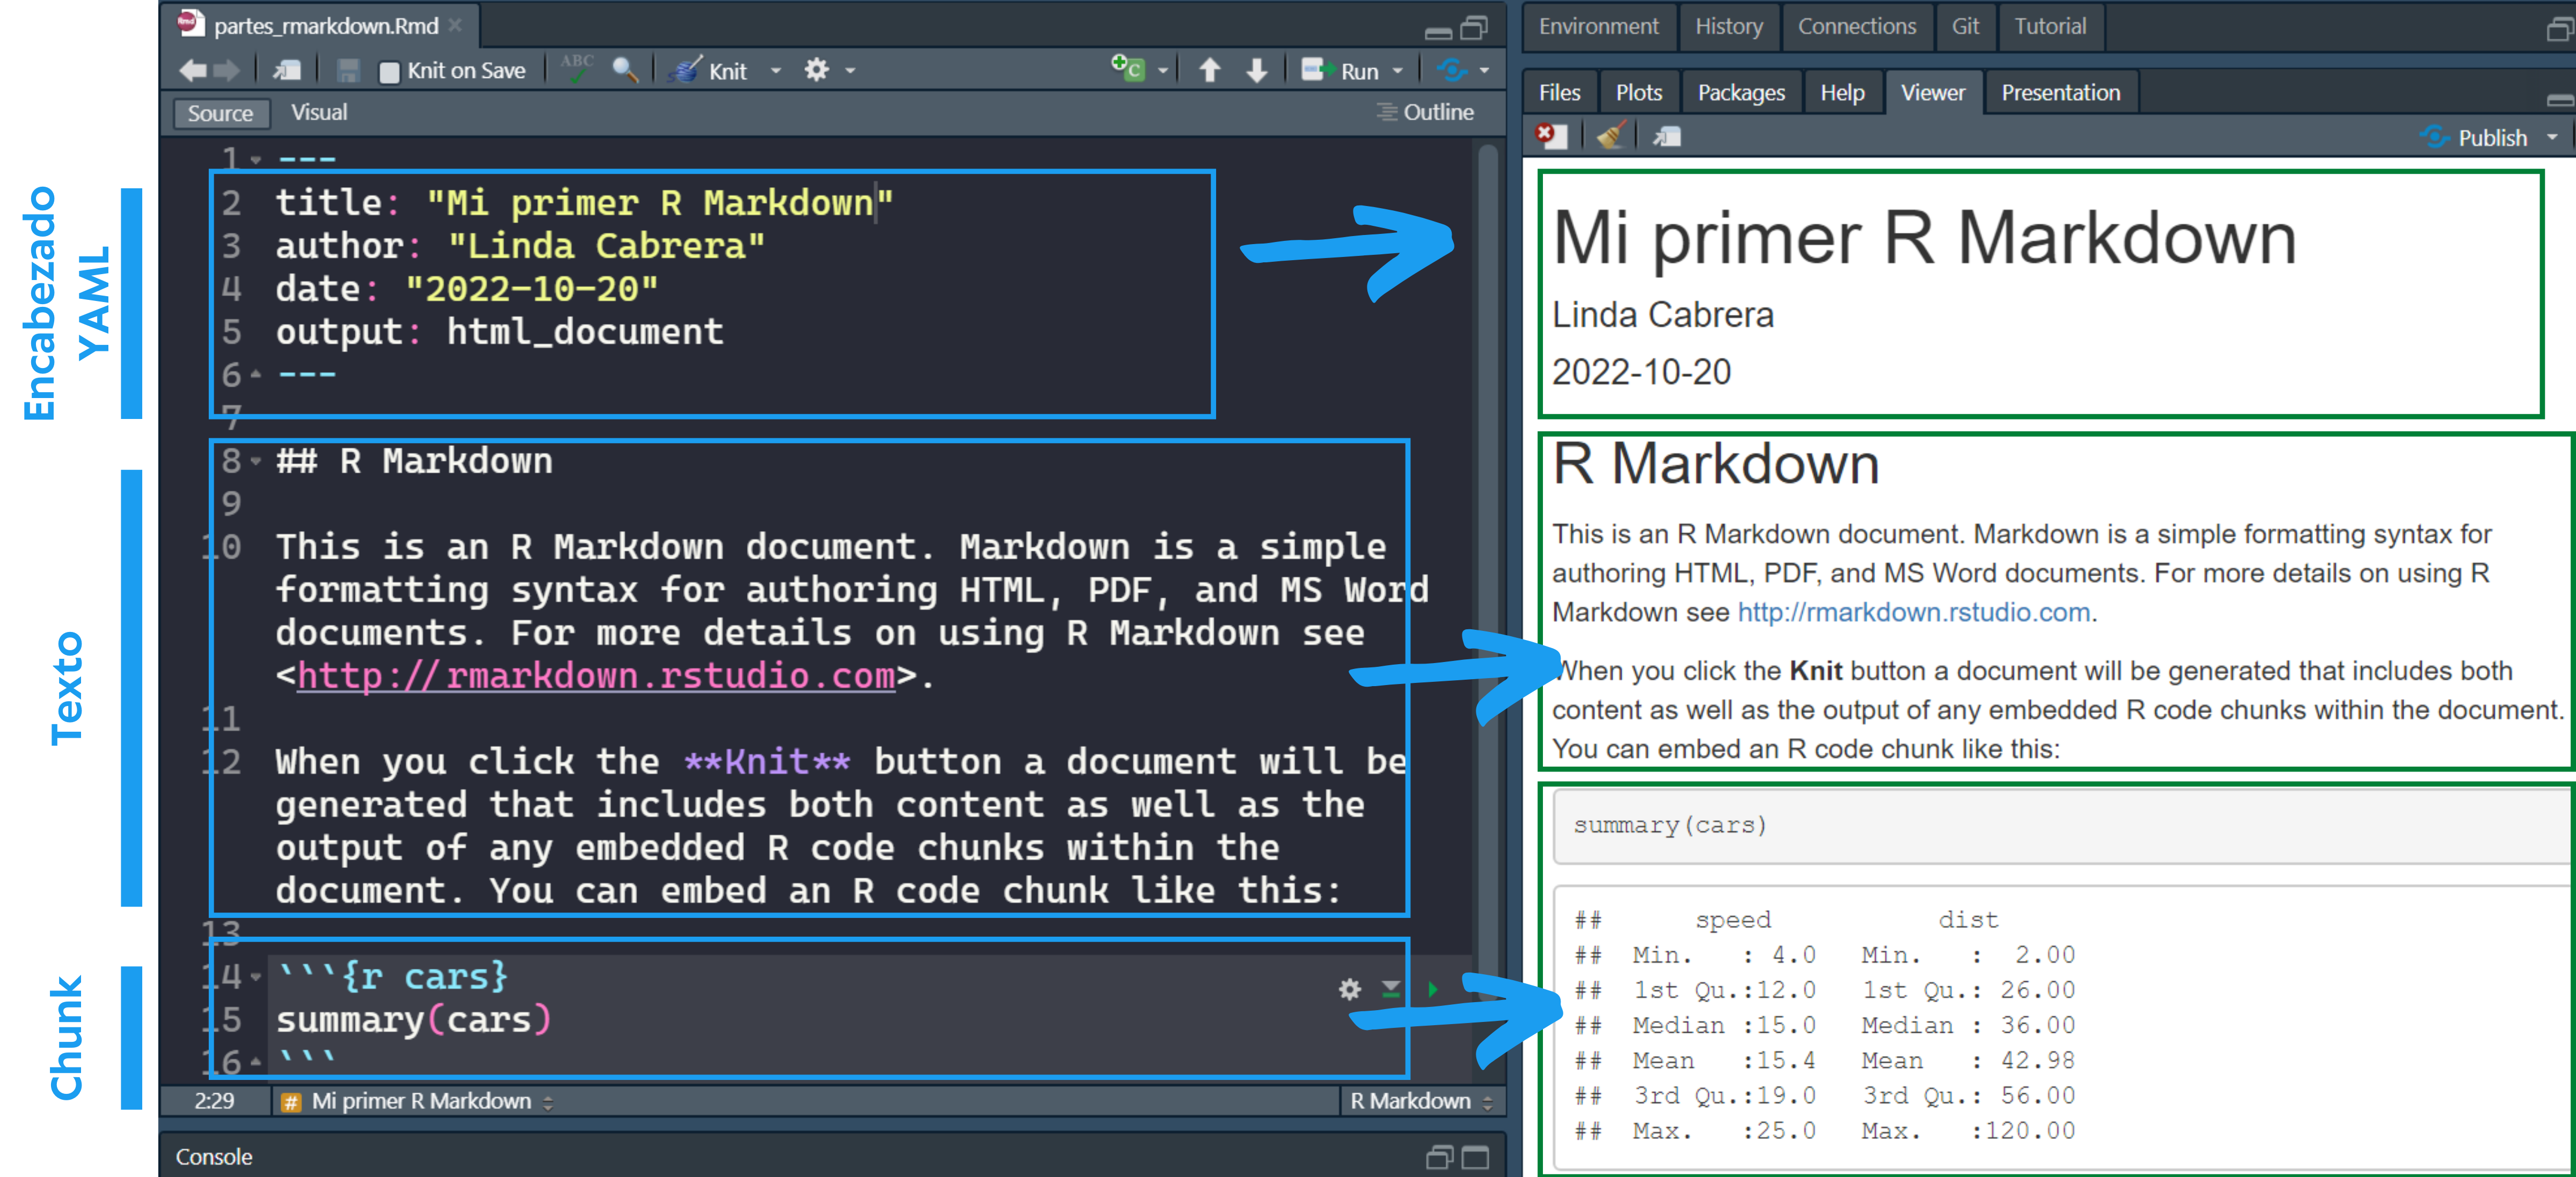 Encabezado
YAML
Texto
Chunk
partes_rmarkdown.Rmd
Knit on Save
ABC
Knit
C
Run
Source
Visual
Outline
1 ---
2 title: "Mi primer R Markdown"
3 author: "Linda Cabrera"
4 date: "2022-10-20"
5 output: html_document
6 ---
7
8 ## R Markdown
9
10 This is an R Markdown document. Markdown is a simple
formatting syntax for authoring HTML, PDF, and MS Word
documents. For more details on using R Markdown see
<http://rmarkdown.rstudio.com>.
11
12 When you click the **Knit** button a document will be
generated that includes both content as well as the
output of any embedded R code chunks within the
document. You can embed an R code chunk like this:
13
14 ```{r cars}
15 summary(cars)
16 ```
2:29
# Mi primer R Markdown
R Markdown
Console
Environment
History
Connections
Git
Tutorial
Files
Plots
Packages
Help
Viewer
Presentation
Publish
Mi primer R Markdown
Linda Cabrera
2022-10-20
R Markdown
This is an R Markdown document. Markdown is a simple formatting syntax for
authoring HTML, PDF, and MS Word documents. For more details on using R
Markdown see http://rmarkdown.rstudio.com.
When you click the Knit button a document will be generated that includes both
content as well as the output of any embedded R code chunks within the document.
You can embed an R code chunk like this:
summary(cars)
##      speed           dist
## Min.   : 4.0   Min.   :  2.00
## 1st Qu.:12.0   1st Qu.: 26.00
## Median :15.0   Median : 36.00
## Mean   :15.4   Mean   : 42.98
## 3rd Qu.:19.0   3rd Qu.: 56.00
## Max.   :25.0   Max.   :120.00